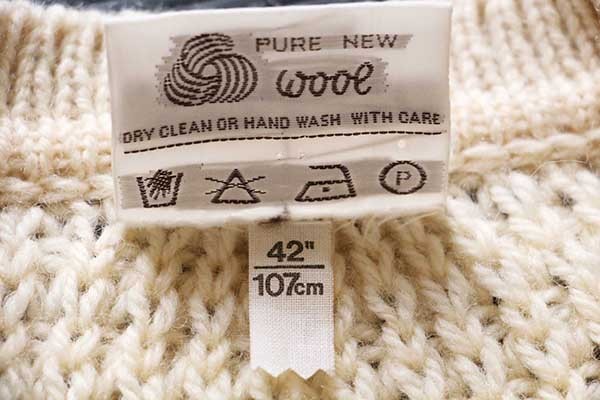 PURE NEW
wool
DRY CLEAN OR HAND WASH WITH CARE
P
42"
107cm